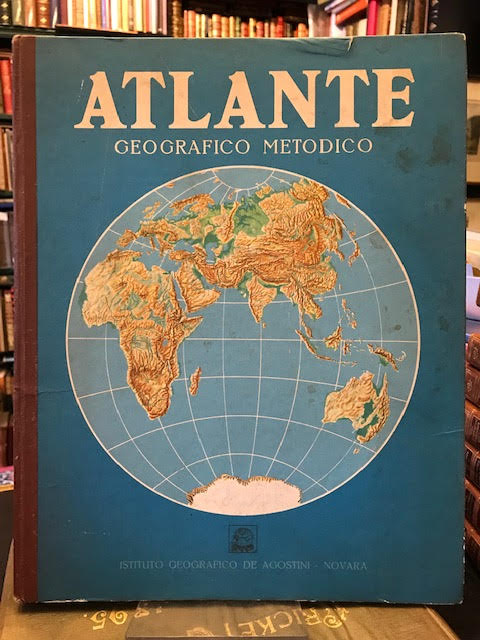 ATLANTE
GEOGRAFICO METODICO
ISTITUTO GEOGRAFICO DE AGOSTINI - NOVARA